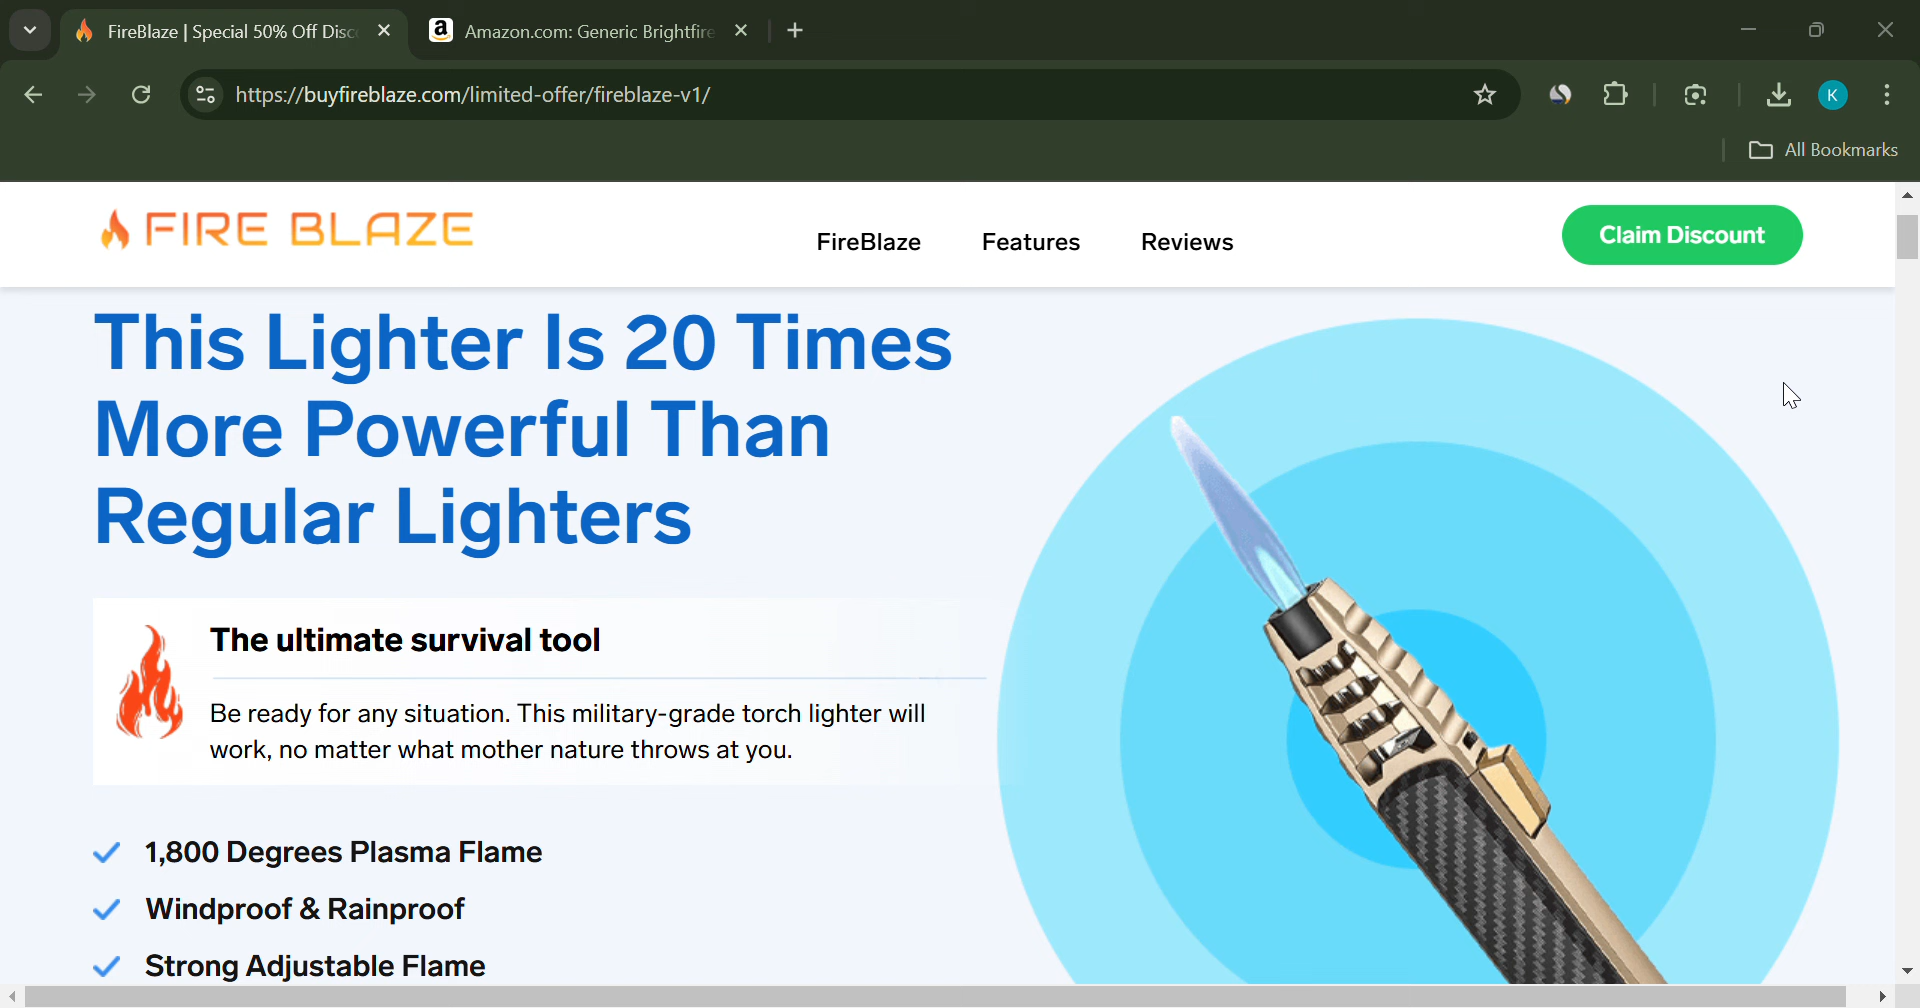 FireBlaze | Special 50% Off Disc
Amazon.com: Generic Brightfire
https://buyfireblaze.com/limited-offer/fireblaze-v1/
K
All Bookmarks
FIRE BLAZE
FireBlaze
Features
Reviews
Claim Discount
This Lighter Is 20 Times
More Powerful Than
Regular Lighters
The ultimate survival tool
Be ready for any situation. This military-grade torch lighter will
work, no matter what mother nature throws at you.
1,800 Degrees Plasma Flame
Windproof & Rainproof
Strong Adjustable Flame